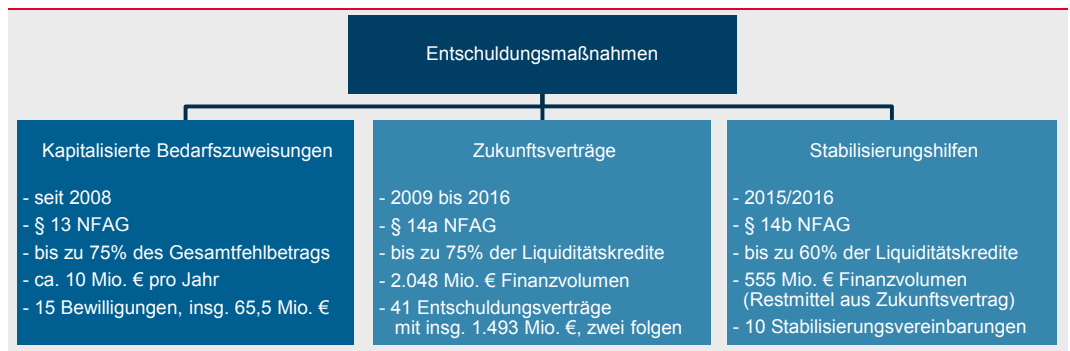 Entschuldungsmaßnahmen
Kapitalisierte Bedarfszuweisungen
- seit 2008
- § 13 NFAG
- bis zu 75% des Gesamtfehlbetrags
- ca. 10 Mio. € pro Jahr
- 15 Bewilligungen, insg. 65,5 Mio. €
Zukunftsverträge
- 2009 bis 2016
- § 14a NFAG
- bis zu 75% der Liquiditätskredite
- 2.048 Mio. € Finanzvolumen
- 41 Entschuldungsverträge
mit insg. 1.493 Mio. €, zwei folgen
Stabilisierungshilfen
- 2015/2016
- § 14b NFAG
- bis zu 60% der Liquiditätskredite
- 555 Mio. € Finanzvolumen
(Restmittel aus Zukunftsvertrag)
- 10 Stabilisierungsvereinbarungen